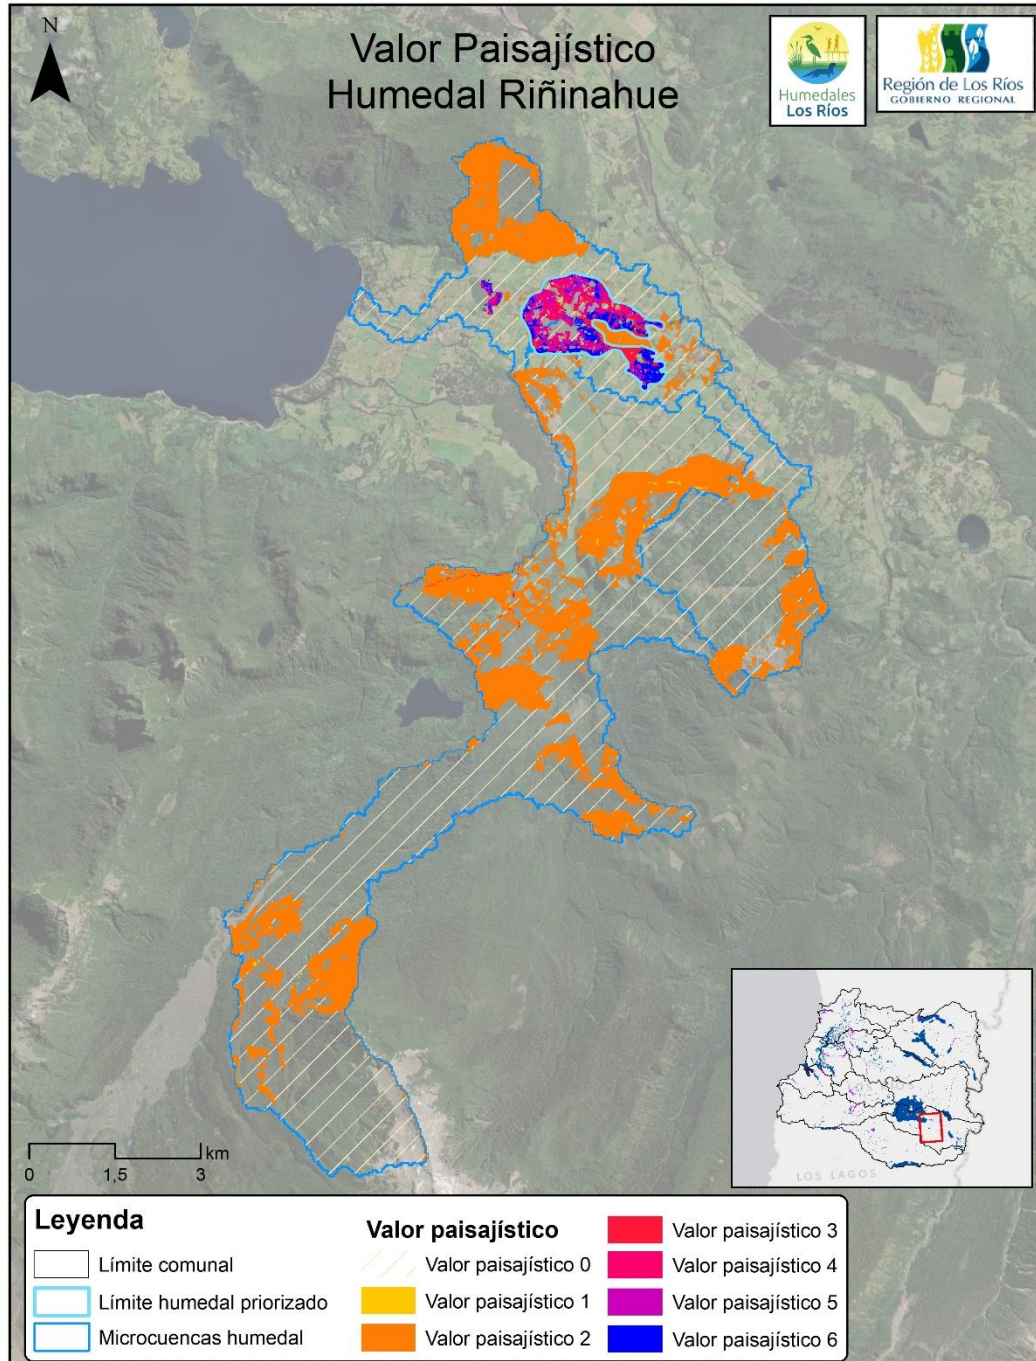 N
Valor Paisajístico
Humedal Riñinahue
Humedales
Los Ríos
Región de Los Ríos
GOBIERNO REGIONAL
km
0 1,5 3
LOS LAGOS
Leyenda
Límite comunal
Límite humedal priorizado
Microcuencas humedal
Valor paisajístico
Valor paisajístico 0
Valor paisajístico 1
Valor paisajístico 2
Valor paisajístico 3
Valor paisajístico 4
Valor paisajístico 5
Valor paisajístico 6